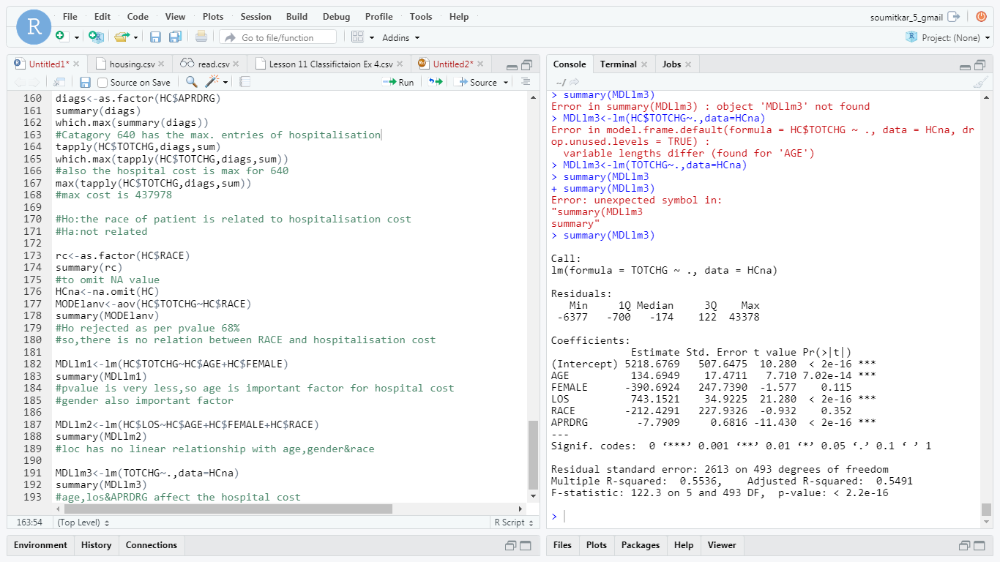 File Edit Code View Plots Session Build Debug Profile Tools Help
soumitkar_5_gmail
R
Go to file/function
Addins
Project: (None)
Untitled1*
housing.csv
read.csv
Lesson 11 Classifictaion Ex 4.csv
Untitled2*
Source on Save
Run
Source
160 diags<-as.factor(HC$APRDRG)
161 summary(diags)
162 which.max(summary(diags))
163 #Catagory 640 has the max. entries of hospitalisation
164 tapply(HC$TOTCHG,diags,sum)
165 which.max(tapply(HC$TOTCHG,diags,sum))
166 #also the hospital cost is max for 640
167 max(tapply(HC$TOTCHG,diags,sum))
168 #max cost is 437978
169
170 #Ho:the race of patient is related to hospitalisation cost
171 #Ha:not related
172
173 rc<-as.factor(HC$RACE)
174 summary(rc)
175 #to omit NA value
176 HCna<-na.omit(HC)
177 MODElanv<-aov(HC$TOTCHG~HC$RACE)
178 summary(MODElanv)
179 #Ho rejected as per pvalue 68%
180 #so,there is no relation between RACE and hospitalisation cost
181
182 MDLlm1<-lm(HC$TOTCHG~HC$AGE+HC$FEMALE)
183 summary(MDLlm1)
184 #pvalue is very less,so age is important factor for hospital cost
185 #gender also important factor
186
187 MDLlm2<-lm(HC$LOS~HC$AGE+HC$FEMALE+HC$RACE)
188 summary(MDLlm2)
189 #loc has no linear relationship with age,gender&race
190
191 MDLlm3<-lm(TOTCHG~.,data=HCna)
192 summary(MDLlm3)
193 #age,los&APRDRG affect the hospital cost
163:54 (Top Level) R Script
Environment History Connections
Console Terminal Jobs
~/
> summary(MDLlm3)
Error in summary(MDLlm3) : object 'MDLlm3' not found
> MDLlm3<-lm(HC$TOTCHG~.,data=HCna)
Error in model.frame.default(formula = HC$TOTCHG ~ ., data = HCna, dr
op.unused.levels = TRUE) :
  variable lengths differ (found for 'AGE')
> MDLlm3<-lm(TOTCHG~.,data=HCna)
> summary(MDLlm3
+ summary(MDLlm3)
Error: unexpected symbol in:
"summary(MDLlm3
summary"
> summary(MDLlm3)
Call:
lm(formula = TOTCHG ~ ., data = HCna)
Residuals:
   Min     1Q Median     3Q    Max
 -6377   -700   -174    122  43378
Coefficients:
             Estimate Std. Error t value Pr(>|t|)
(Intercept) 5218.6769   507.6475  10.280  < 2e-16 ***
AGE          134.6949    17.4711   7.710 7.02e-14 ***
FEMALE      -390.6924   247.7390  -1.577    0.115
LOS          743.1521    34.9225  21.280  < 2e-16 ***
RACE        -212.4291   227.9326  -0.932    0.352
APRDRG        -7.7909     0.6816 -11.430  < 2e-16 ***
---
Signif. codes:  0 ‘***’ 0.001 ‘**’ 0.01 ‘*’ 0.05 ‘.’ 0.1 ‘ ’ 1
Residual standard error: 2613 on 493 degrees of freedom
Multiple R-squared:  0.5536,    Adjusted R-squared:  0.5491
F-statistic: 122.3 on 5 and 493 DF,  p-value: < 2.2e-16
>
Files Plots Packages Help Viewer